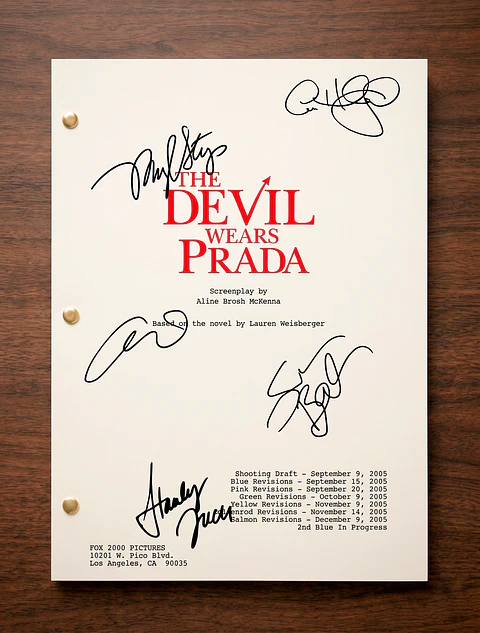 THE
DEVIL
WEARS
PRADA
Screenplay by
Aline Brosh McKenna
Based on the novel by Lauren Weisberger
Stanley
Tucci
Shooting Draft - September 9, 2005
Blue Revisions - September 15, 2005
Pink Revisions - September 20, 2005
Green Revisions - October 9, 2005
Yellow Revisions - November 9, 2005
Revisions - November 14, 2005
Salmon Revisions - December 9, 2005
2nd Blue In Progress
FOX 2000 PICTURES
10201 W. Pico Blvd.
Los Angeles, CA 90035